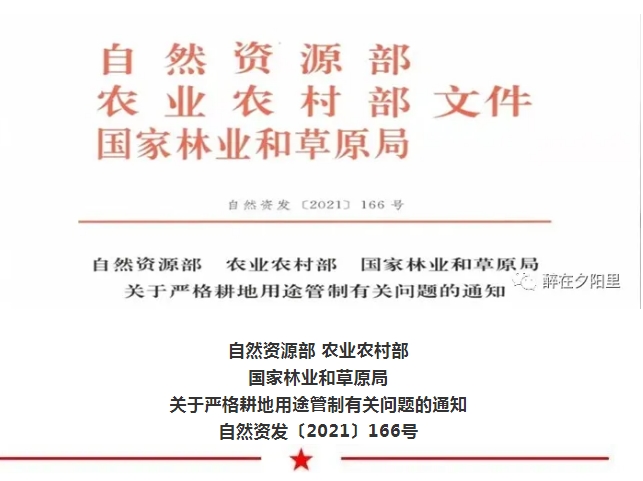 自然资源部
农业农村部 文件
国家林业和草原局
自然资发〔2021〕166号
自然资源部 农业农村部 国家林业和草原局
关于严格耕地用途管制有关问题的通知
醉在夕阳里
自然资源部 农业农村部
国家林业和草原局
关于严格耕地用途管制有关问题的通知
自然资发〔2021〕166号